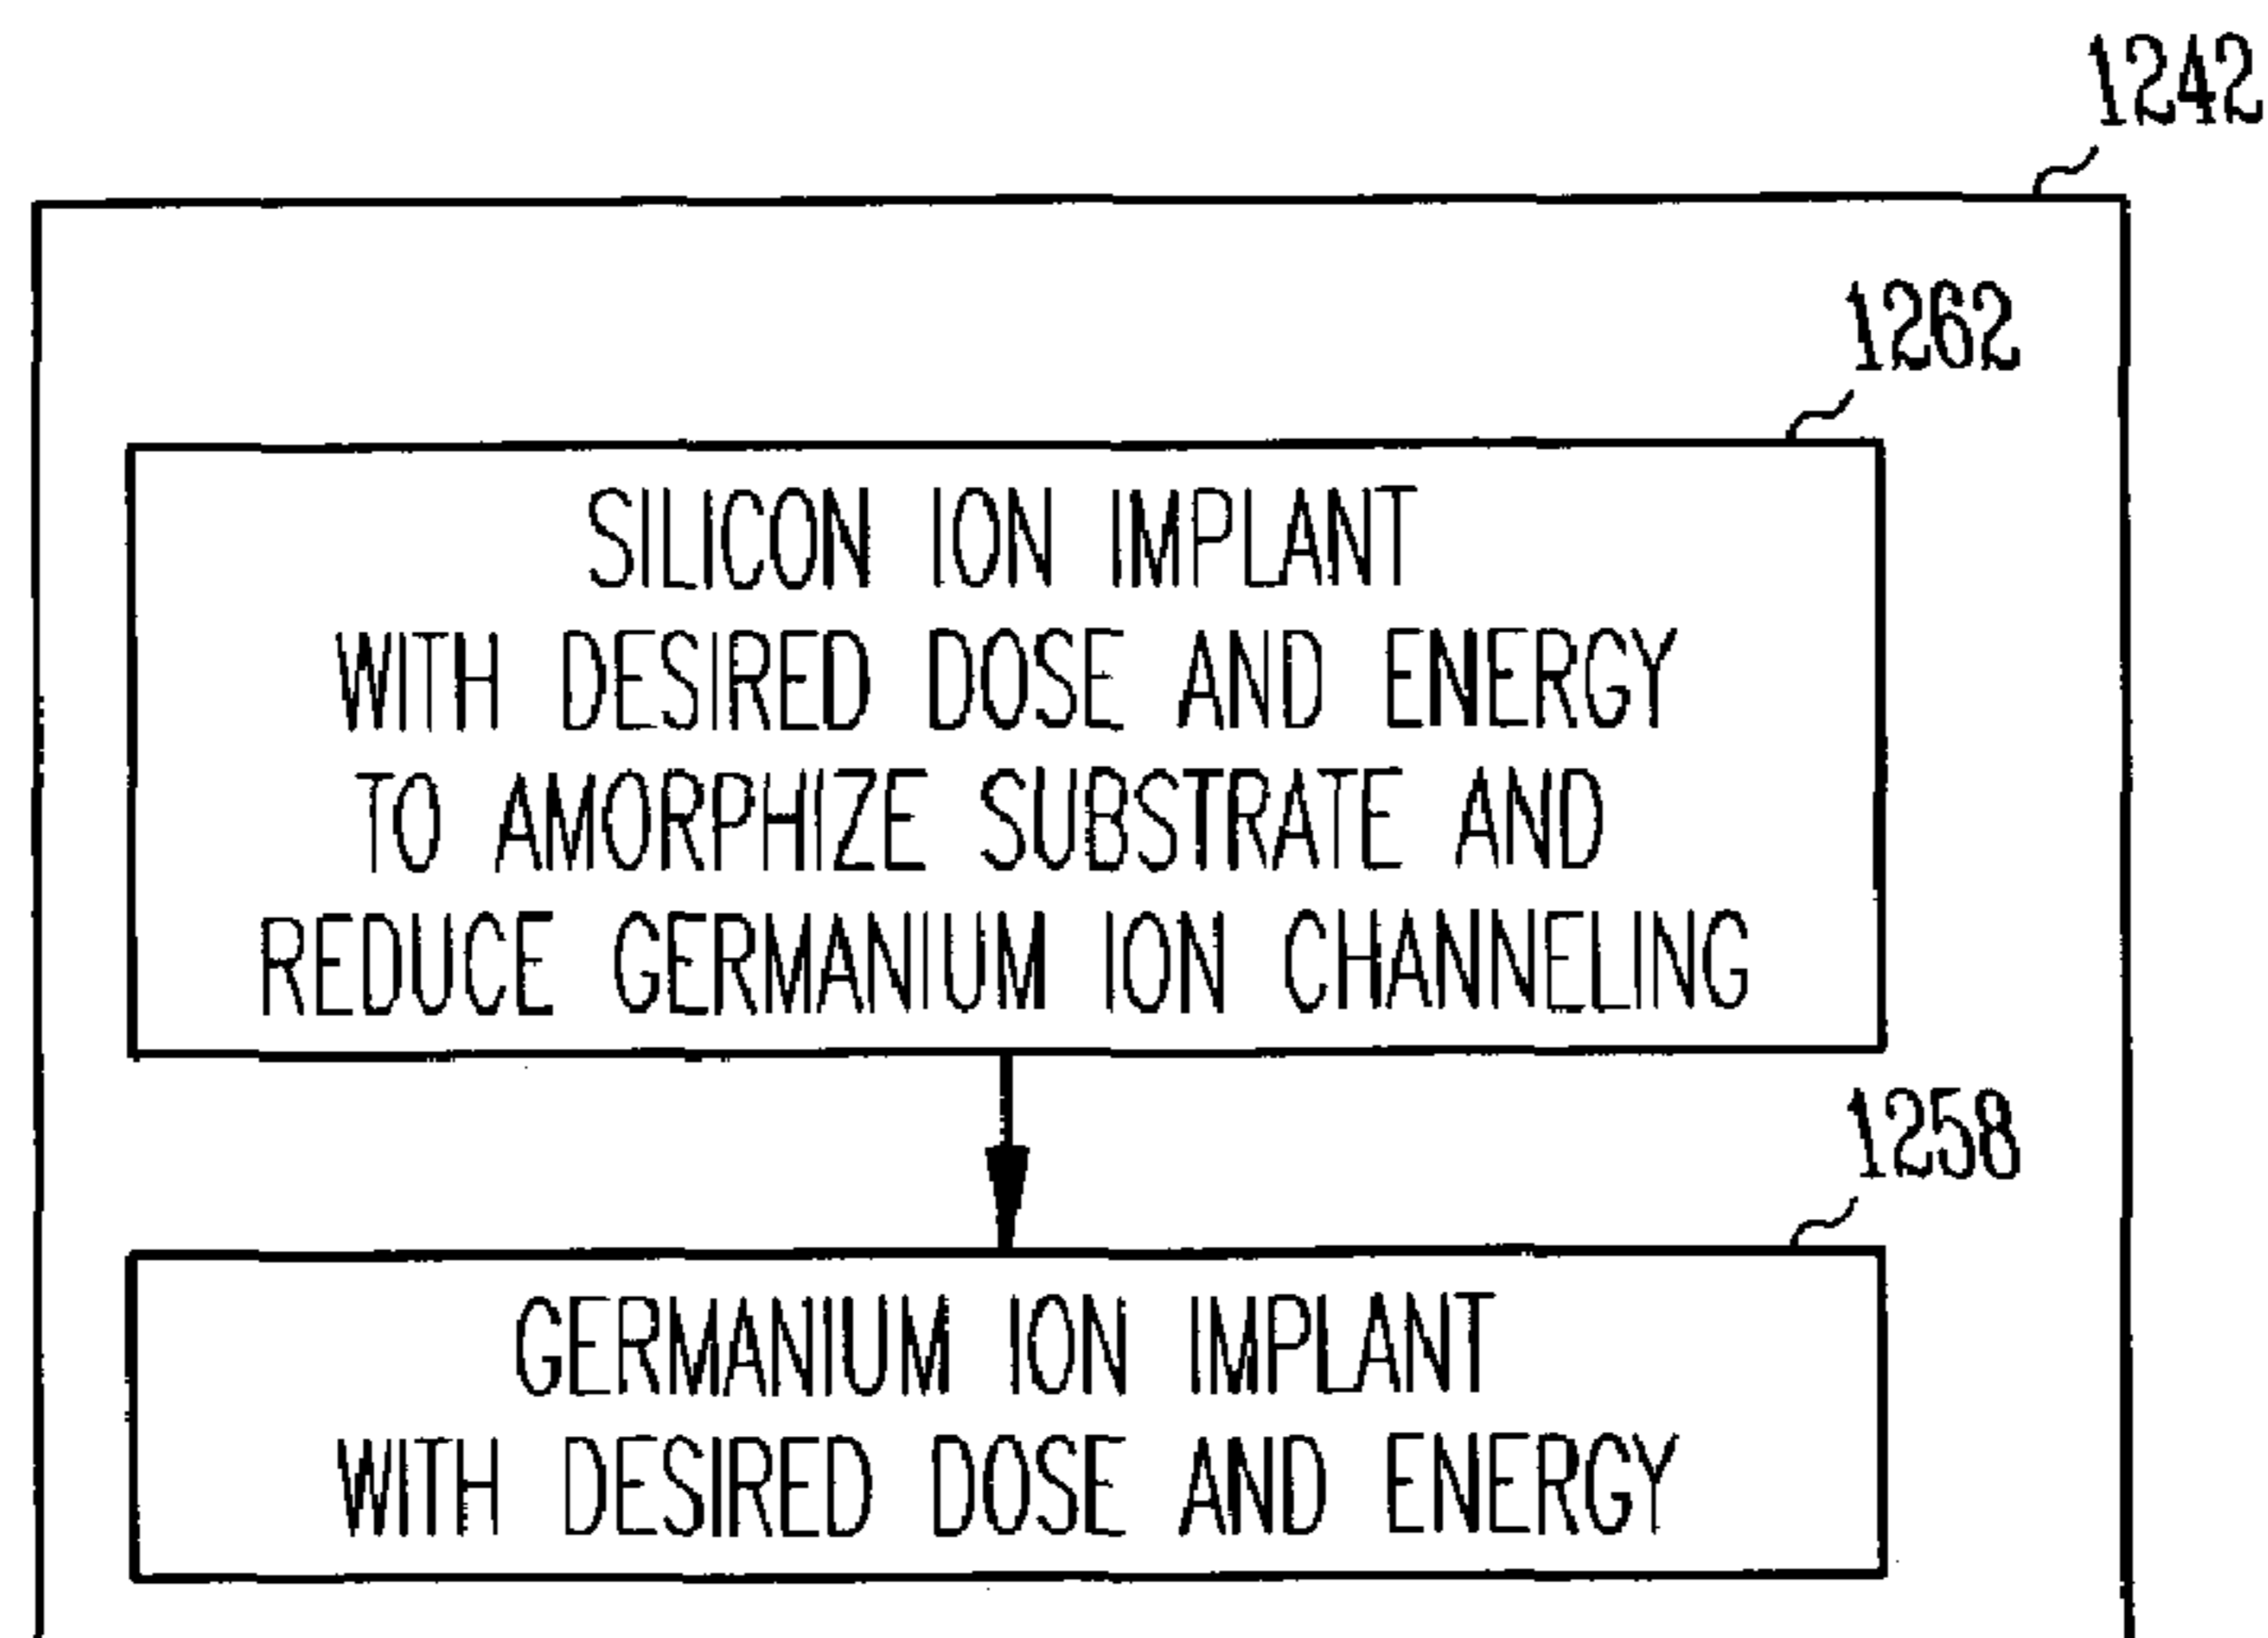 1242
1262
SILICON ION IMPLANT
WITH DESIRED DOSE AND ENERGY
TO AMORPHIZE SUBSTRATE AND
REDUCE GERMANIUM ION CHANNELING
1258
GERMANIUM ION IMPLANT
WITH DESIRED DOSE AND ENERGY